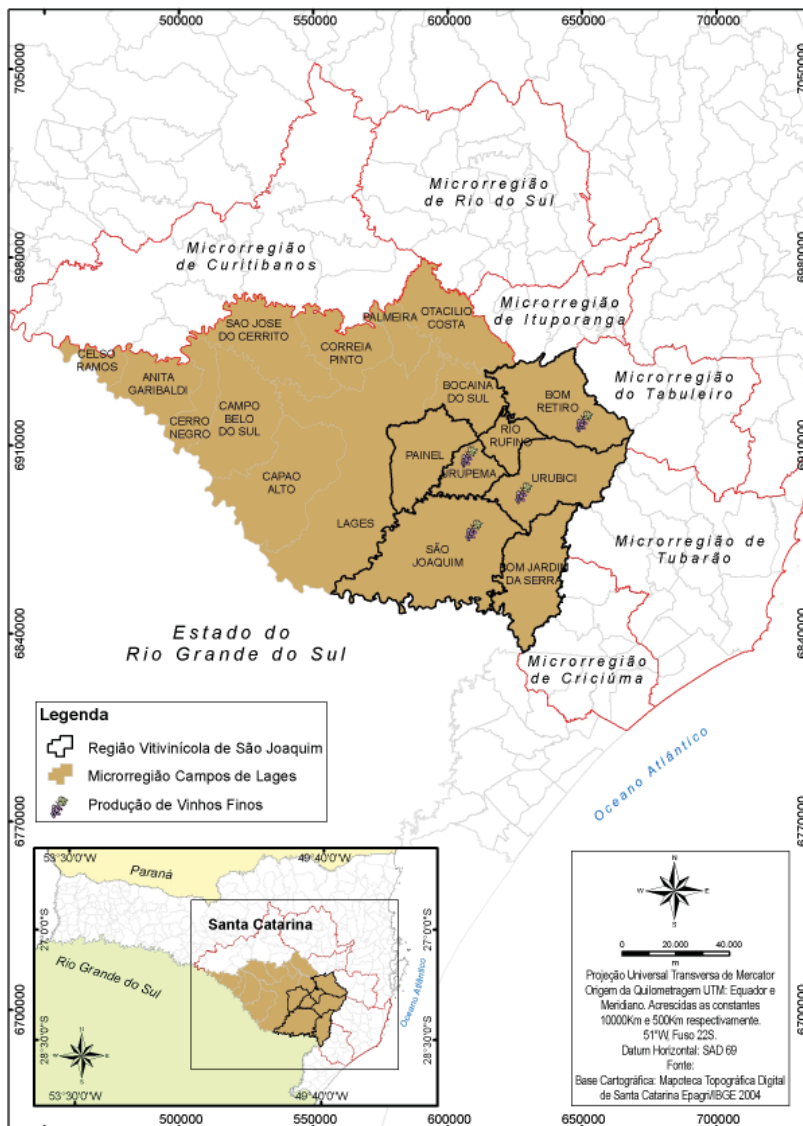 500000
550000
600000
650000
700000
7050000
7050000
Microrregião
de Rio do Sul
Microrregião
de Curitibanos
6980000
6980000
Microrregião
de Ituporanga
PALMEIRA
OTACILIO
COSTA
SAO JOSE
DO CERRITO
CORREIA
PINTO
CELSO
RAMOS
ANITA
GARIBALDI
BOCAINA
DO SUL
BOM
RETIRO
Microrregião
do Tabuleiro
CERRO
NEGRO
CAMPO
BELO
DO SUL
RIO
RUFINO
6910000
6910000
PAINEL
URUPEMA
URUBICI
CAPAO
ALTO
LAGES
SÃO
JOAQUIM
BOM JARDIM
DA SERRA
Microrregião de
Tubarão
Estado do
Rio Grande do Sul
6840000
6840000
Microrregião
de Criciúma
Legenda
Região Vitivinícola de São Joaquim
Microrregião Campos de Lages
Produção de Vinhos Finos
Oceano Atlântico
6770000
6770000
53°30'0"W
49°40'0"W
Paraná
Santa Catarina
27°0'0"S
27°0'0"S
Rio Grande do Sul
Oceano Atlântico
28°30'0"S
28°30'0"S
N
W E
S
53°30'0"W
49°40'0"W
N
W E
S
0 20.000 40.000
m
Projeção Universal Transversa de Mercator
Origem da Quilometragem UTM: Equador e
Meridiano. Acrescidas as constantes
10000Km e 500Km respectivamente.
51°W, Fuso 22S.
Datum Horizontal: SAD 69
Fonte:
Base Cartográfica: Mapoteca Topográfica Digital
de Santa Catarina Epagri/IBGE 2004
6700000
6700000
500000
550000
600000
650000
700000